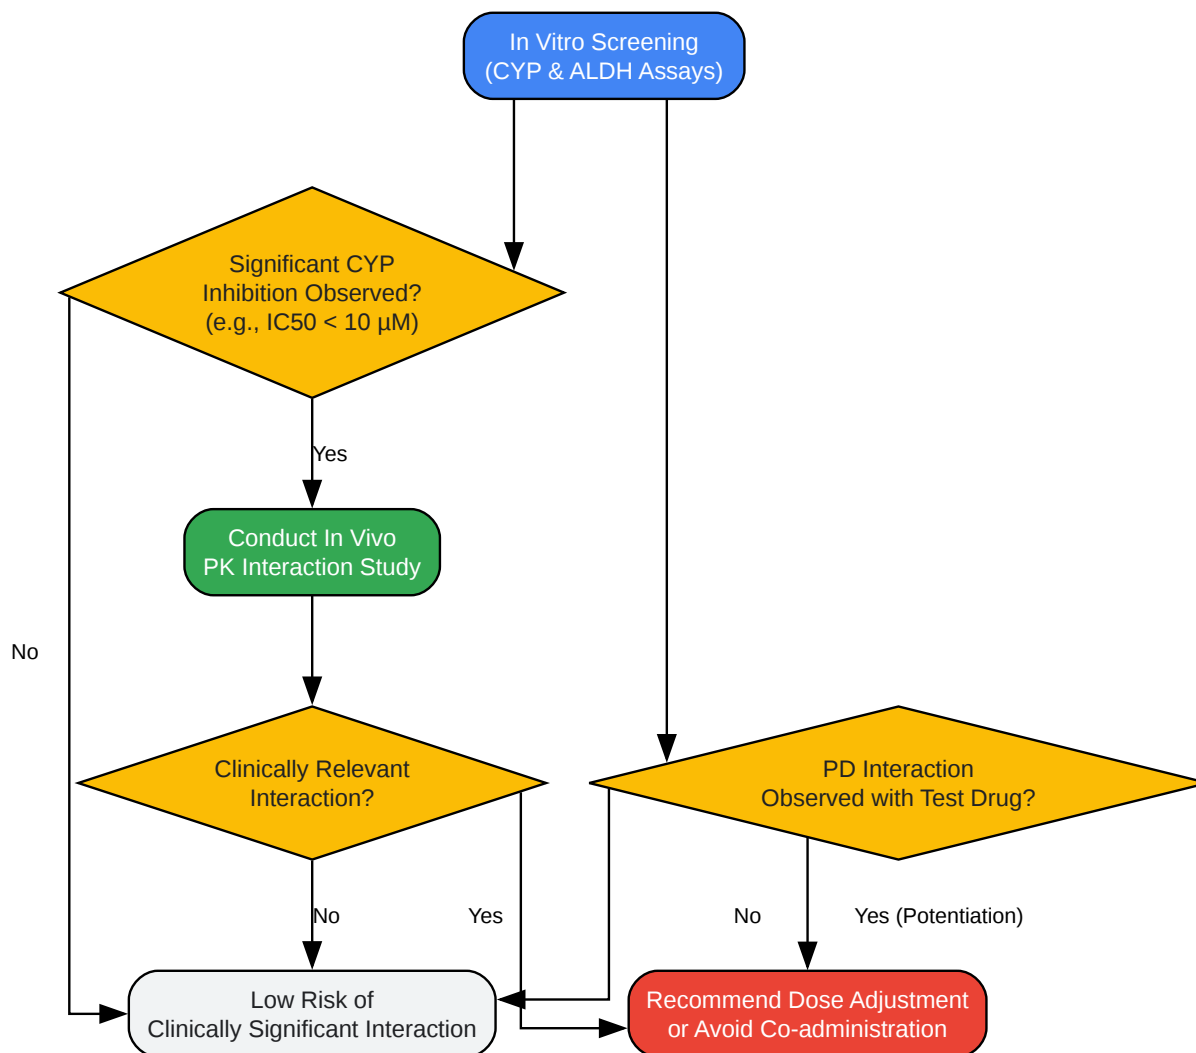 In Vitro Screening
(CYP & ALDH Assays)
Significant CYP
Inhibition Observed?
(e.g., IC50 < 10 µM)
Yes
Conduct In Vivo
PK Interaction Study
No
Clinically Relevant
Interaction?
PD Interaction
Observed with Test Drug?
No
Yes
No
Yes (Potentiation)
Low Risk of
Clinically Significant Interaction
Recommend Dose Adjustment
or Avoid Co-administration